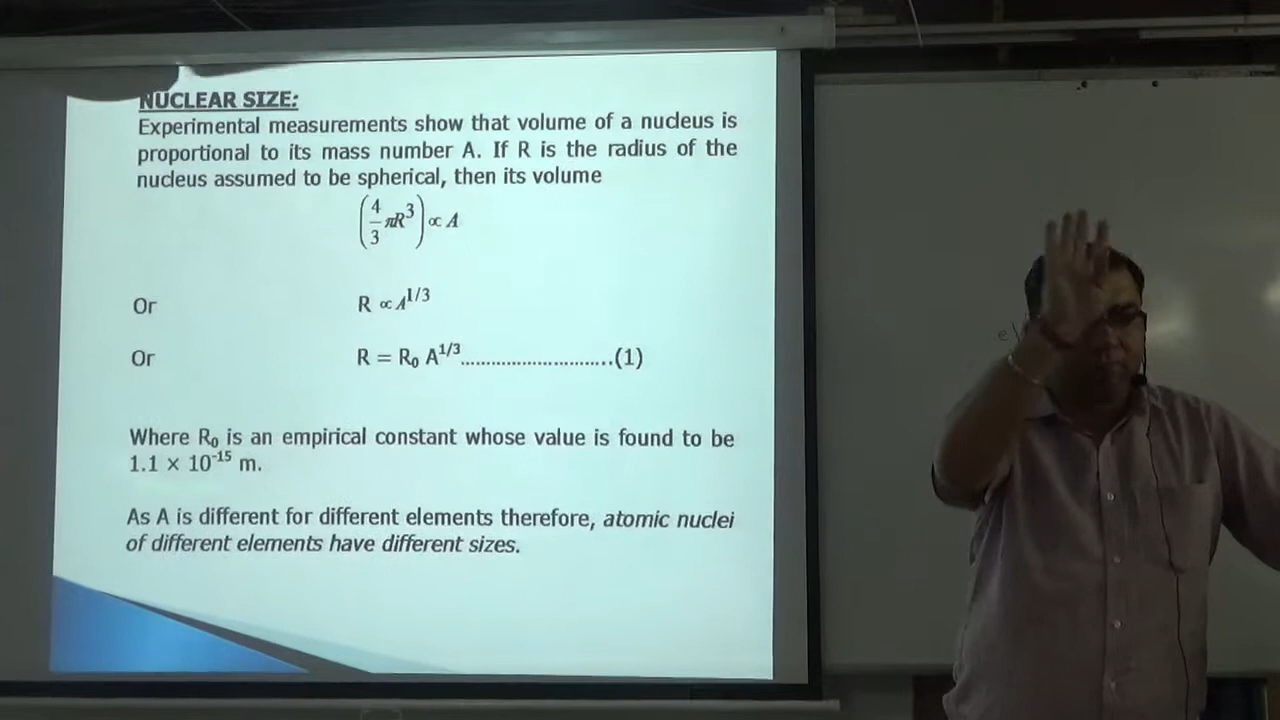 NUCLEAR SIZE:
Experimental measurements show that volume of a nucleus is
proportional to its mass number A. If R is the radius of the
nucleus assumed to be spherical, then its volume
(4/3 πR³) ∝ A
Or R ∝ A^1/3
Or R = R₀ A^1/3............................(1)
Where R₀ is an empirical constant whose value is found to be
1.1 × 10⁻¹⁵ m.
As A is different for different elements therefore, atomic nuclei
of different elements have different sizes.